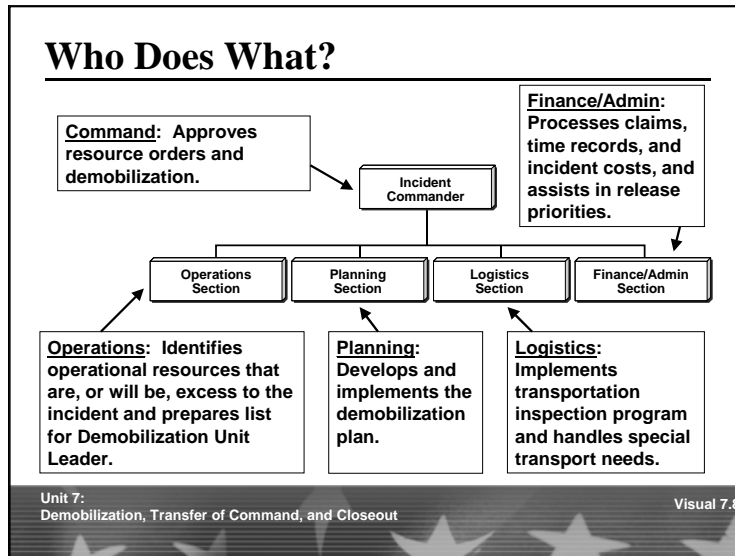 Who Does What?
Finance/Admin:
Processes claims,
time records, and
incident costs, and
assists in release
priorities.
Command:  Approves
resource orders and
demobilization.
Incident
Commander
Operations
Section
Planning
Section
Logistics
Section
Finance/Admin
Section
Operations:  Identifies
operational resources that
are, or will be, excess to the
incident and prepares list
for Demobilization Unit
Leader.
Planning:
Develops and
implements the
demobilization
plan.
Logistics:
Implements
transportation
inspection program
and handles special
transport needs.
Unit 7:
Demobilization, Transfer of Command, and Closeout
Visual 7.8